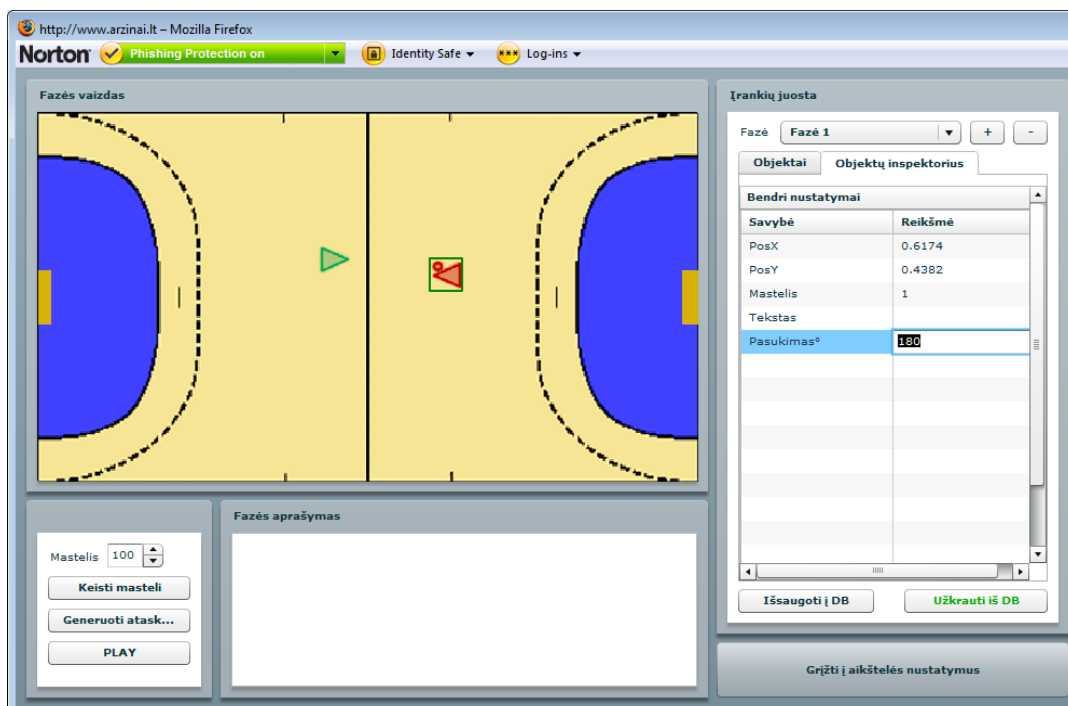 http://www.arzinai.lt – Mozilla Firefox
Norton Phishing Protection on Identity Safe Log-ins
Fazės vaizdas
Įrankių juosta
Fazė Fazė 1 + -
Objektai Objektų inspektorius
Bendri nustatymai
Savybė Reikšmė
PosX 0.6174
PosY 0.4382
Mastelis 1
Tekstas
Pasukimas° 180
Išsaugoti į DB Užkrauti iš DB
Grįžti į aikštelės nustatymus
Fazės aprašymas
Mastelis 100
Keisti masteli
Generuoti atask...
PLAY